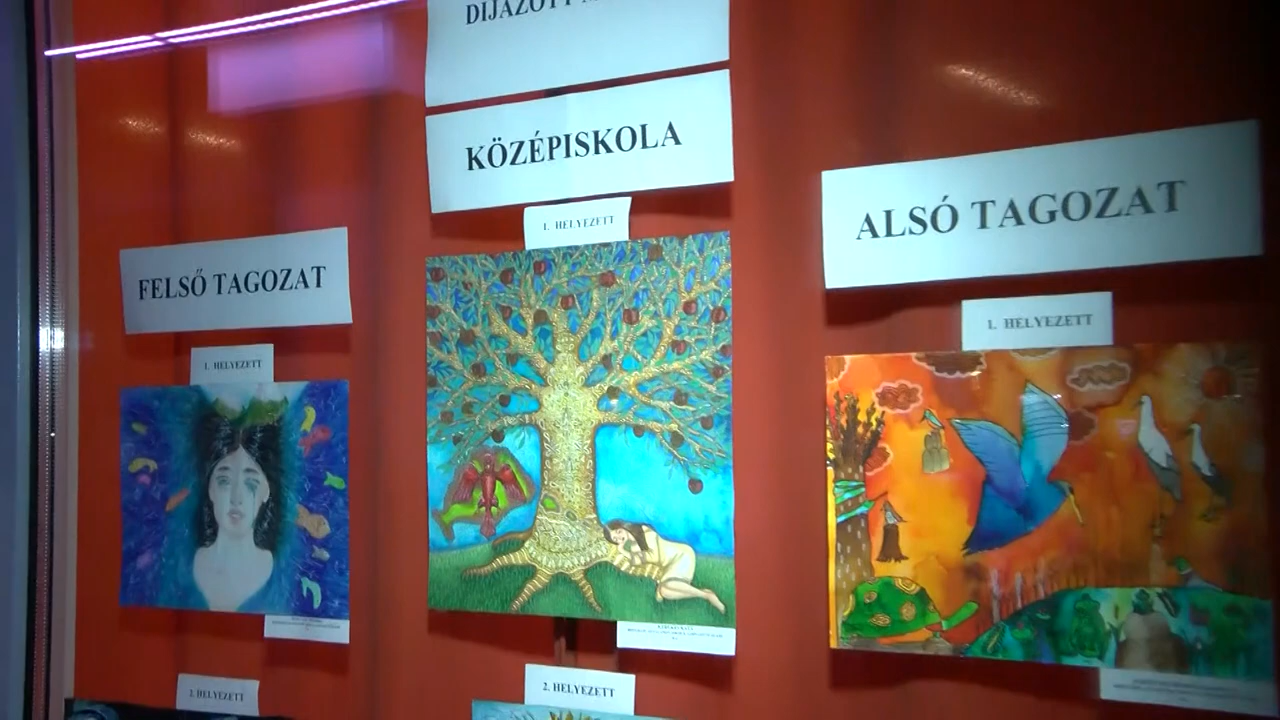 DÍJAZOTT
KÖZÉPISKOLA
1. HELYEZETT
2. HELYEZETT
FELSŐ TAGOZAT
1. HELYEZETT
2. HELYEZETT
ALSÓ TAGOZAT
1. HELYEZETT